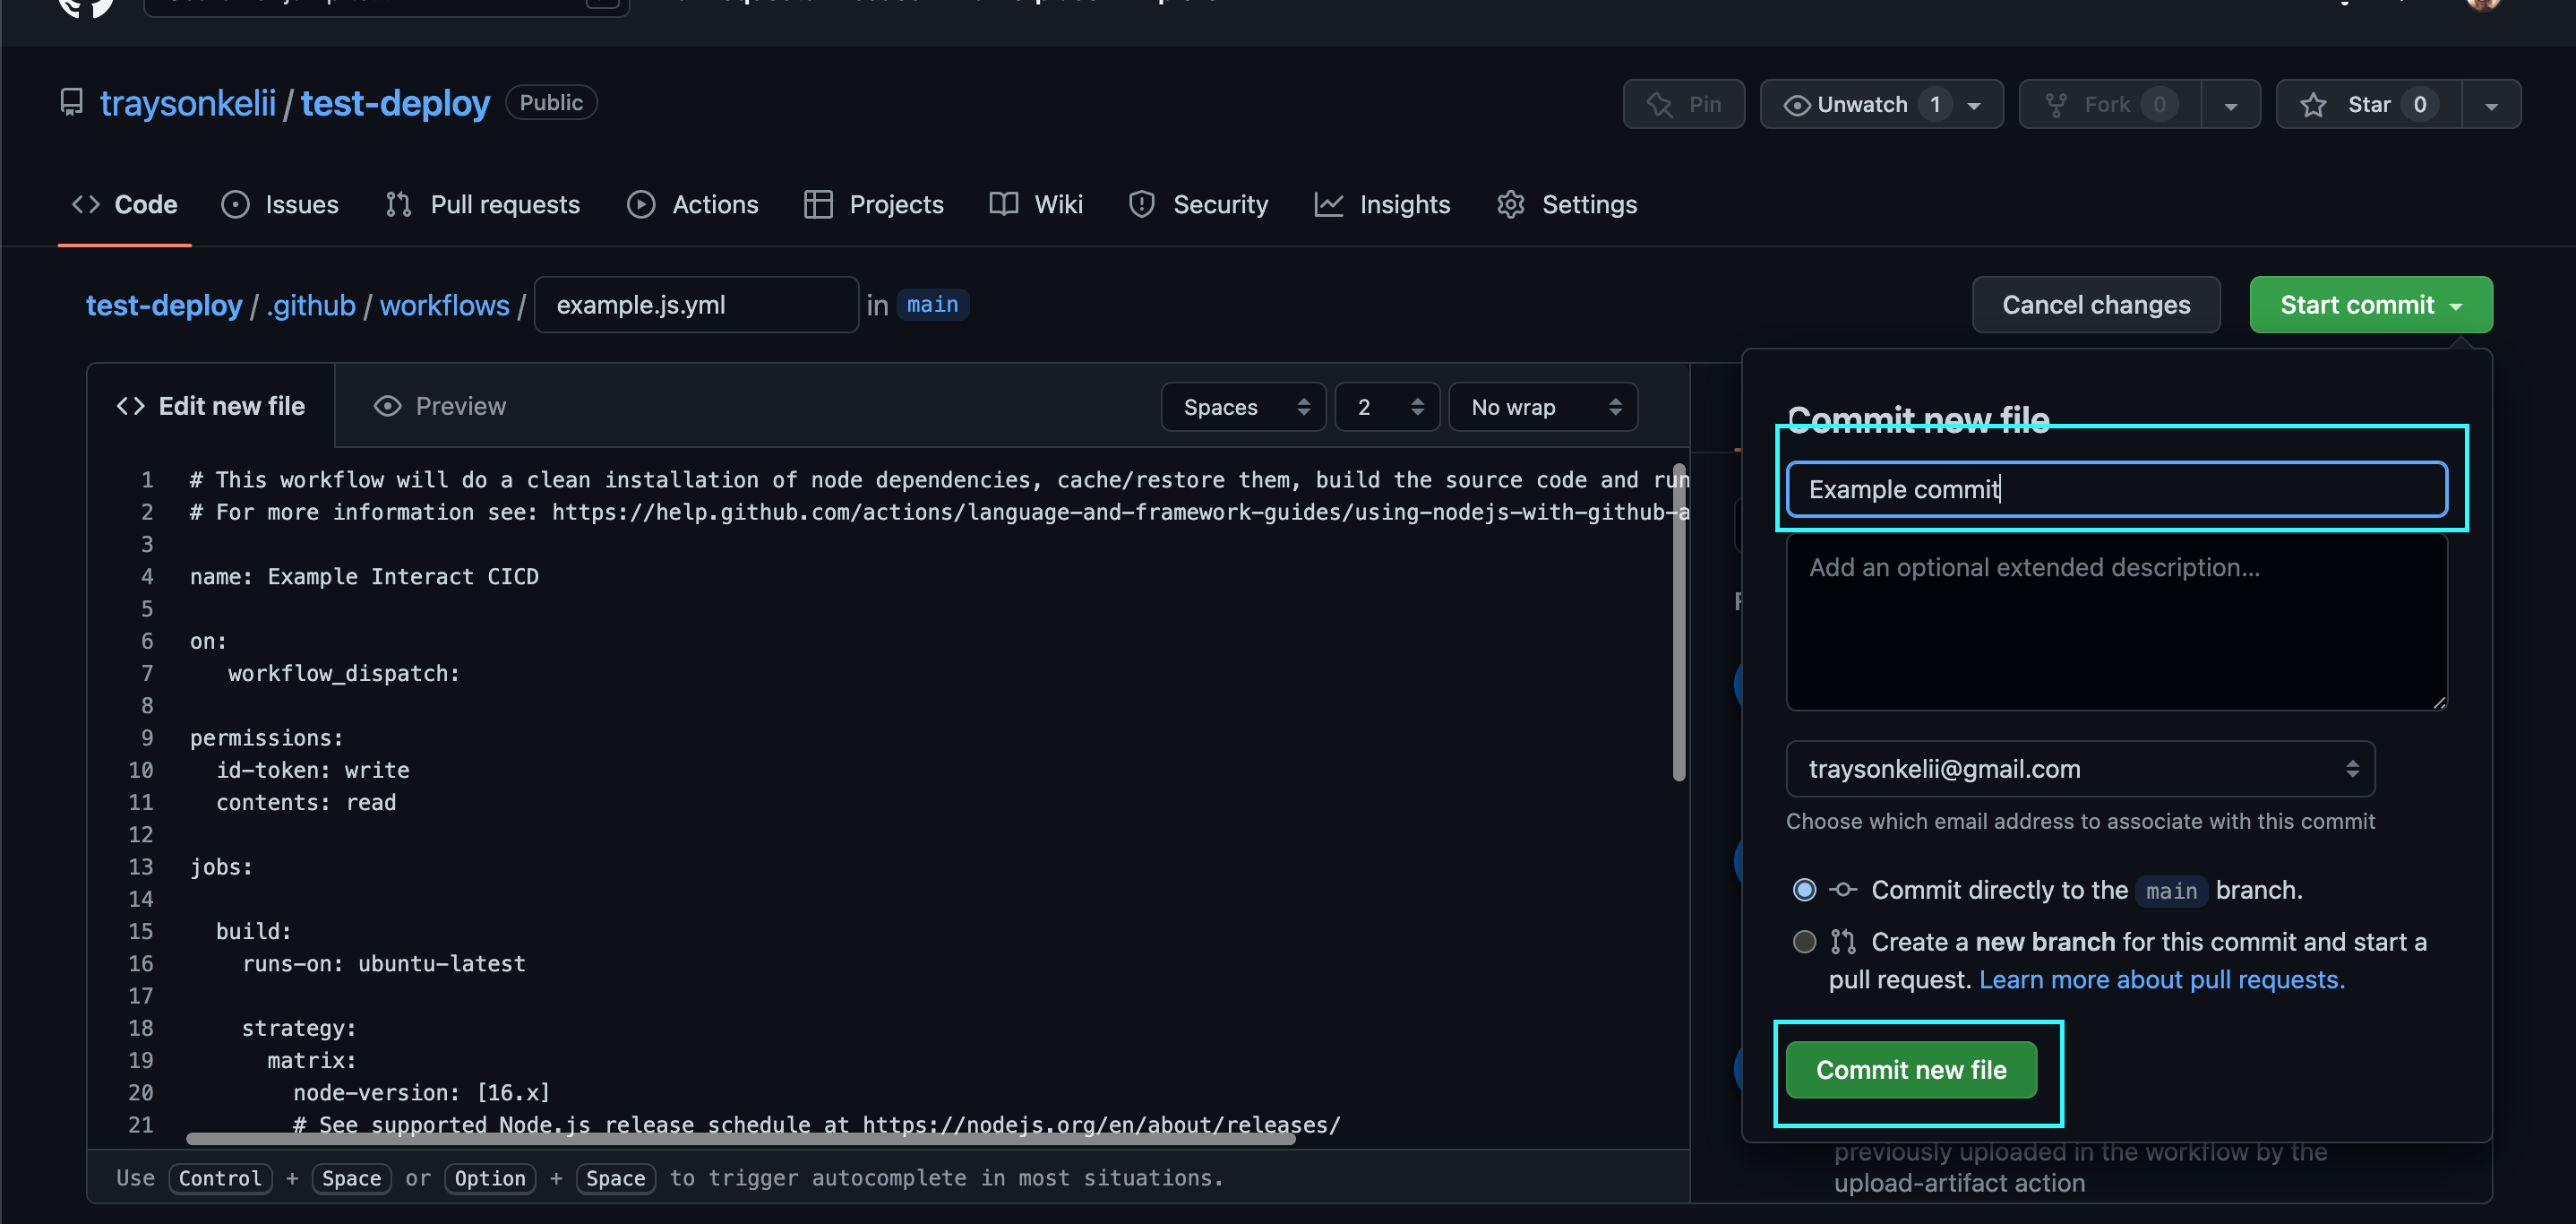 traysonkelii / test-deploy Public
Pin Unwatch 1 Fork 0 Star 0
Code Issues Pull requests Actions Projects Wiki Security Insights Settings
test-deploy / .github / workflows / example.js.yml in main
Cancel changes Start commit
Edit new file Preview
Spaces 2 No wrap
1 # This workflow will do a clean installation of node dependencies, cache/restore them, build the source code and run
2 # For more information see: https://help.github.com/actions/language-and-framework-guides/using-nodejs-with-github-a
3
4 name: Example Interact CICD
5
6 on:
7 workflow_dispatch:
8
9 permissions:
10 id-token: write
11 contents: read
12
13 jobs:
14
15 build:
16 runs-on: ubuntu-latest
17
18 strategy:
19 matrix:
20 node-version: [16.x]
21 # See supported Node.js release schedule at https://nodejs.org/en/about/releases/
Use Control + Space or Option + Space to trigger autocomplete in most situations.
Commit new file
Example commit
Add an optional extended description...
traysonkelii@gmail.com
Choose which email address to associate with this commit
Commit directly to the main branch.
Create a new branch for this commit and start a
pull request. Learn more about pull requests.
Commit new file
previously uploaded in the workflow by the
upload-artifact action